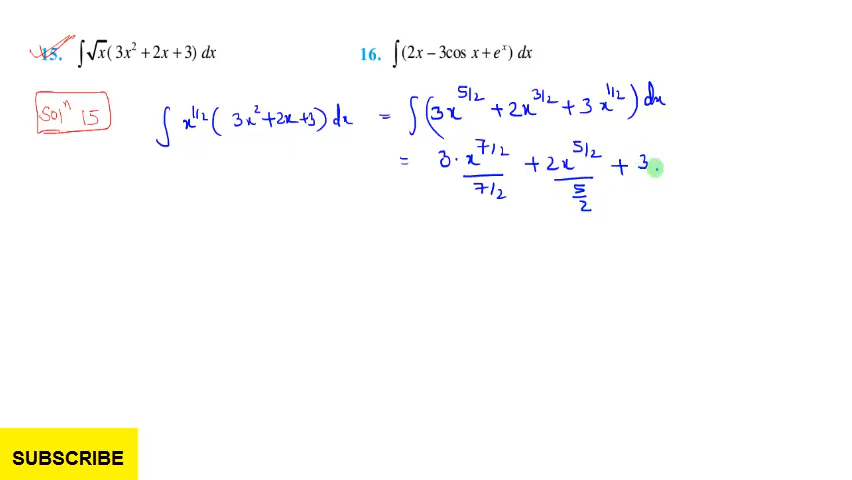 15. ∫√x( 3x² + 2x + 3) dx
16. ∫(2x – 3cos x + eˣ) dx
Solⁿ 15
∫ x^{1/2} ( 3x² + 2x + 3 ) dx = ∫ (3x^{5/2} + 2x^{3/2} + 3x^{1/2}) dx
= 3 · x^{7/2} / 7/2 + 2x^{5/2} / 5/2 + 3 .
SUBSCRIBE